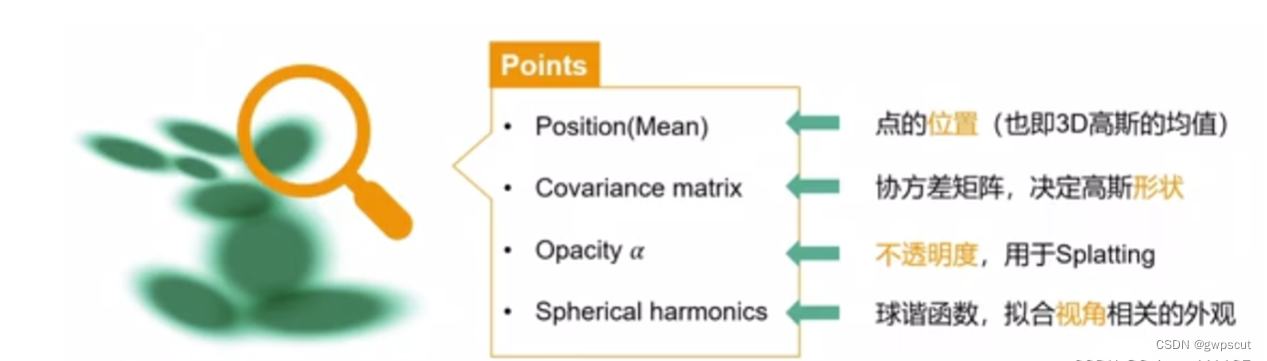 Points
• Position(Mean)
点的位置（也即3D高斯的均值）
• Covariance matrix
协方差矩阵，决定高斯形状
• Opacity α
不透明度，用于Splatting
• Spherical harmonics
球谐函数，拟合视角相关的外观
CSDN @gwpscut